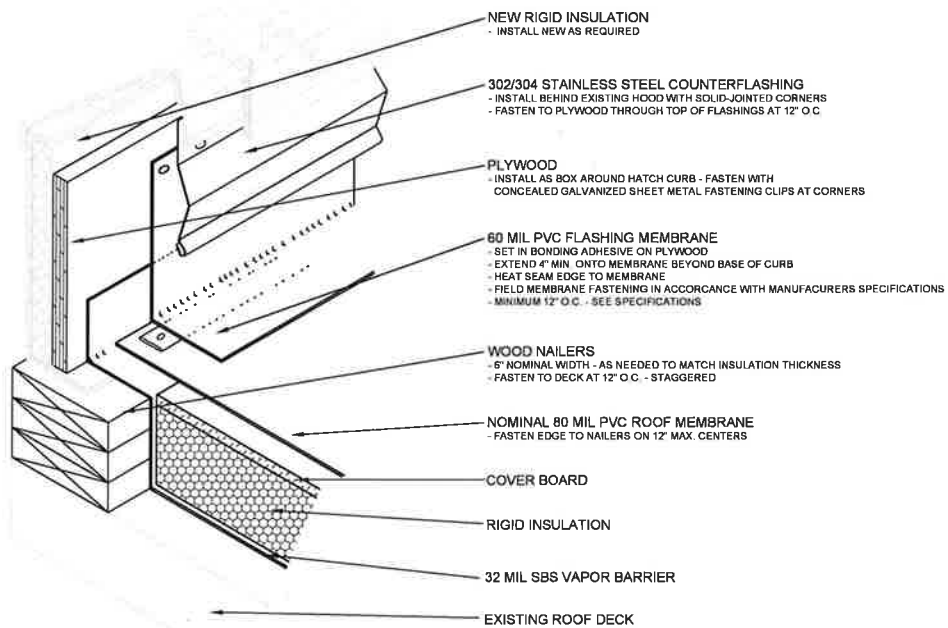 NEW RIGID INSULATION
- INSTALL NEW AS REQUIRED
302/304 STAINLESS STEEL COUNTERFLASHING
- INSTALL BEHIND EXISTING HOOD WITH SOLID-JOINTED CORNERS
- FASTEN TO PLYWOOD THROUGH TOP OF FLASHINGS AT 12" O.C
PLYWOOD
- INSTALL AS BOX AROUND HATCH CURB - FASTEN WITH
CONCEALED GALVANIZED SHEET METAL FASTENING CLIPS AT CORNERS
60 MIL PVC FLASHING MEMBRANE
- SET IN BONDING ADHESIVE ON PLYWOOD
- EXTEND 4" MIN. ONTO MEMBRANE BEYOND BASE OF CURB
- HEAT SEAM EDGE TO MEMBRANE
- FIELD MEMBRANE FASTENING IN ACCORCANCE WITH MANUFACURERS SPECIFICATIONS
- MINIMUM 12" O.C. - SEE SPECIFICATIONS
WOOD NAILERS
- 6" NOMINAL WIDTH - AS NEEDED TO MATCH INSULATION THICKNESS
- FASTEN TO DECK AT 12" O.C. - STAGGERED
NOMINAL 80 MIL PVC ROOF MEMBRANE
- FASTEN EDGE TO NAILERS ON 12" MAX. CENTERS
COVER BOARD
RIGID INSULATION
32 MIL SBS VAPOR BARRIER
EXISTING ROOF DECK